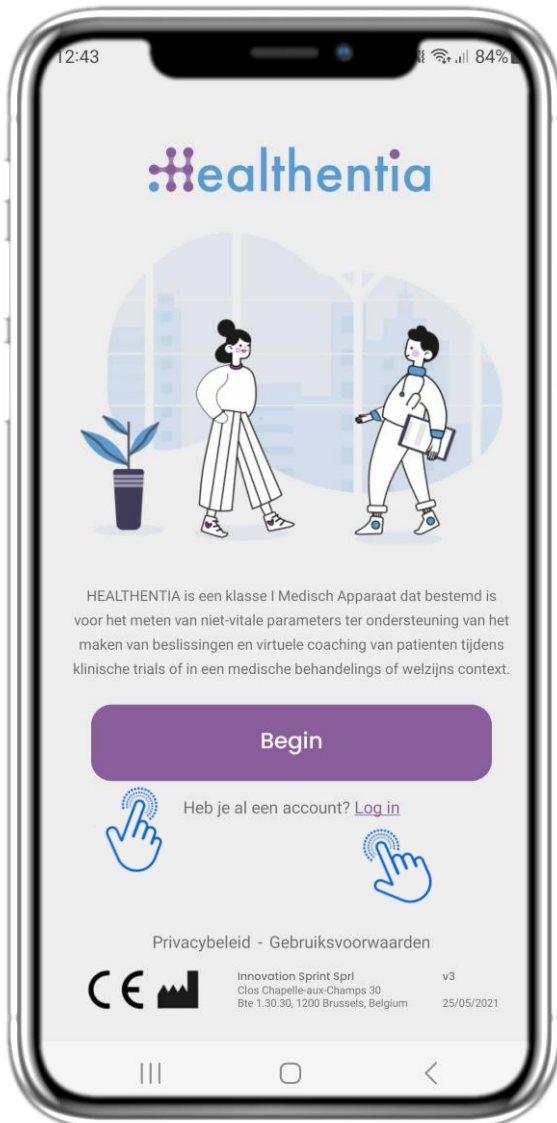 12:43
84%
Healthentia
HEALTHENTIA is een klasse I Medisch Apparaat dat bestemd is
voor het meten van niet-vitale parameters ter ondersteuning van het
maken van beslissingen en virtuele coaching van patienten tijdens
klinische trials of in een medische behandelings of welzijns context.
Begin
Heb je al een account? Log in
Privacybeleid - Gebruiksvoorwaarden
CE
Innovation Sprint Sprl
Clos Chapelle-aux-Champs 30
Bte 1.30.30, 1200 Brussels, Belgium
v3
25/05/2021